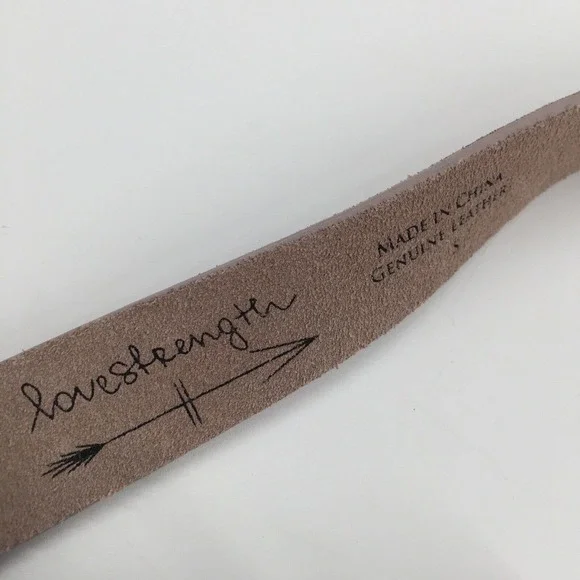 lovestrength
MADE IN CHINA
GENUINE LEATHER
S